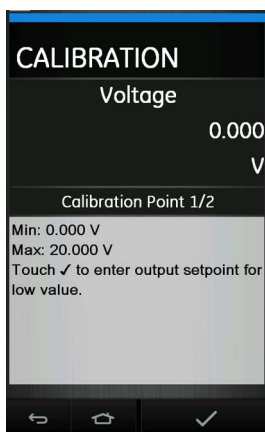 CALIBRATION
Voltage
0.000
V
Calibration Point 1/2
Min: 0.000 V
Max: 20.000 V
Touch ✓ to enter output setpoint for
low value.